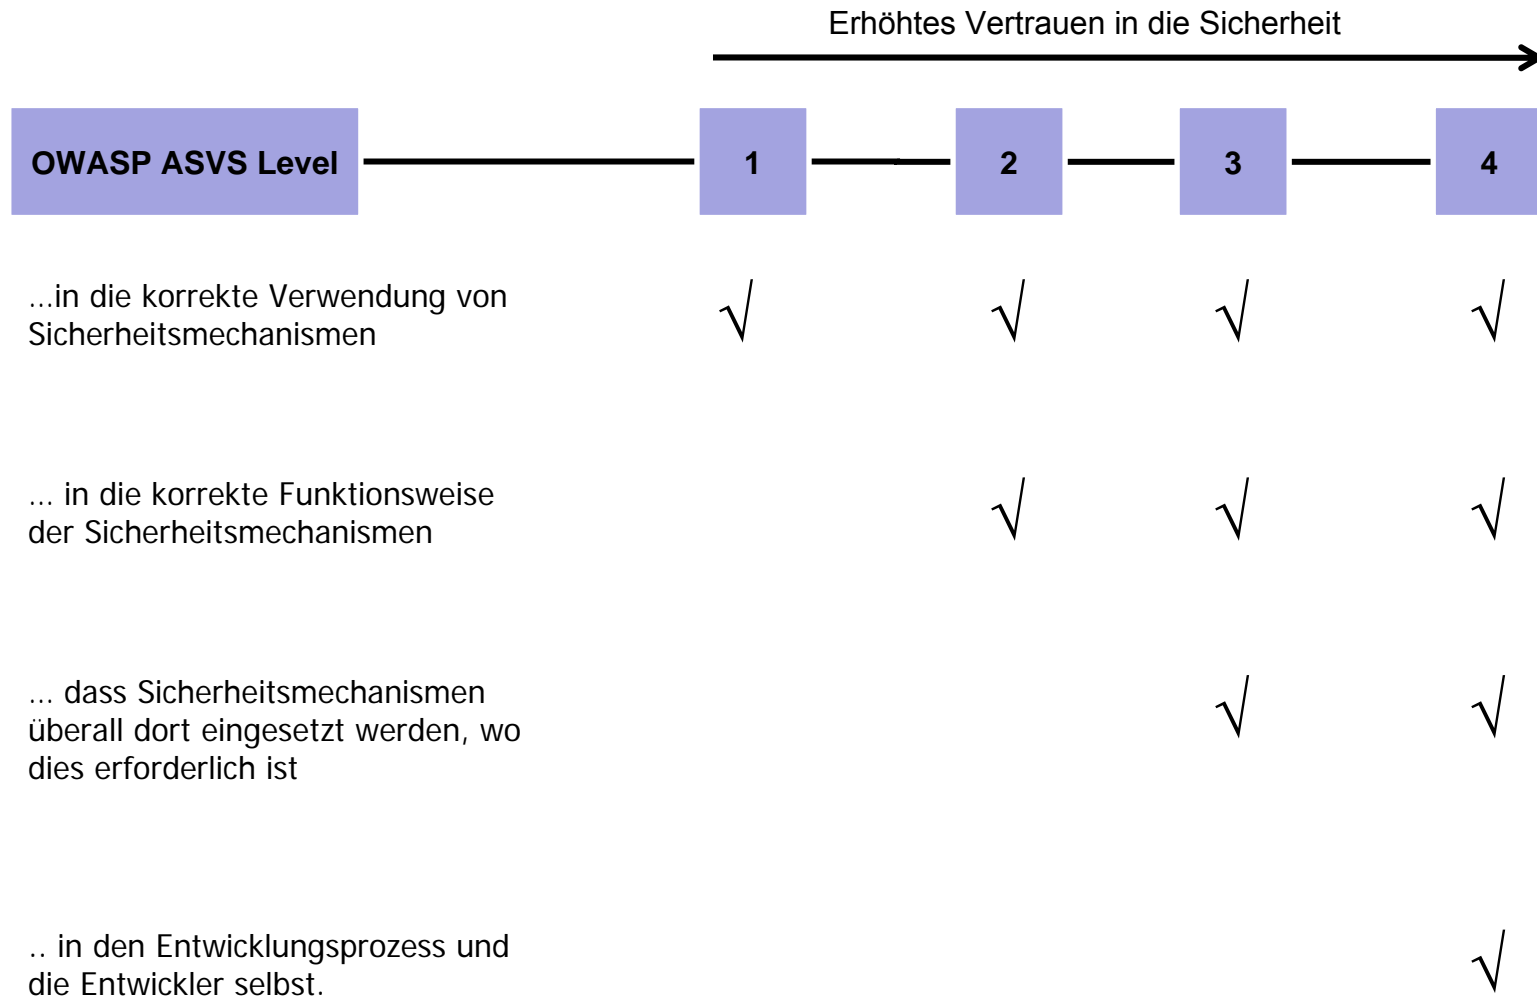 Erhöhtes Vertrauen in die Sicherheit
OWASP ASVS Level 1 2 3 4
...in die korrekte Verwendung von
Sicherheitsmechanismen √ √ √ √
... in die korrekte Funktionsweise
der Sicherheitsmechanismen √ √ √
... dass Sicherheitsmechanismen
überall dort eingesetzt werden, wo √ √
dies erforderlich ist
.. in den Entwicklungsprozess und
die Entwickler selbst. √